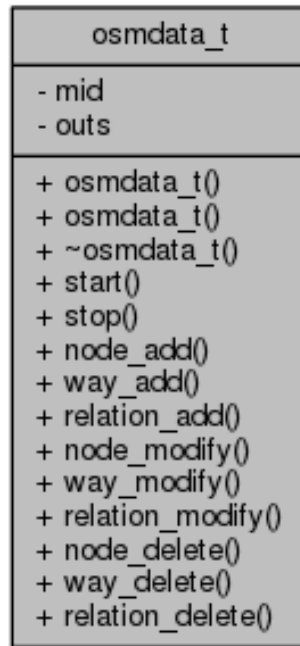 osmdata_t
- mid
- outs
+ osmdata_t()
+ osmdata_t()
+ ~osmdata_t()
+ start()
+ stop()
+ node_add()
+ way_add()
+ relation_add()
+ node_modify()
+ way_modify()
+ relation_modify()
+ node_delete()
+ way_delete()
+ relation_delete()